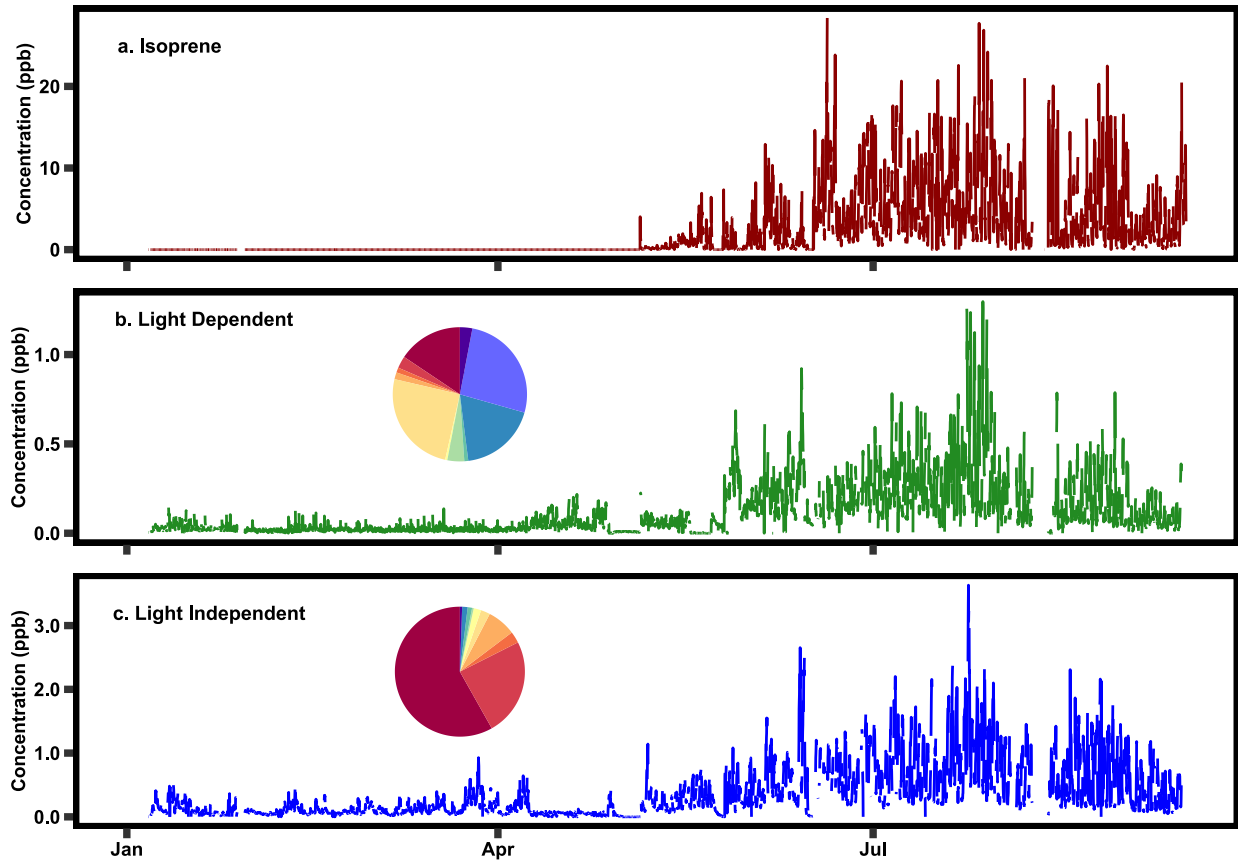 a. Isoprene
Concentration (ppb)
20
10
0
b. Light Dependent
Concentration (ppb)
1.0
0.5
0.0
c. Light Independent
Concentration (ppb)
3.0
2.0
1.0
0.0
Jan Apr Jul